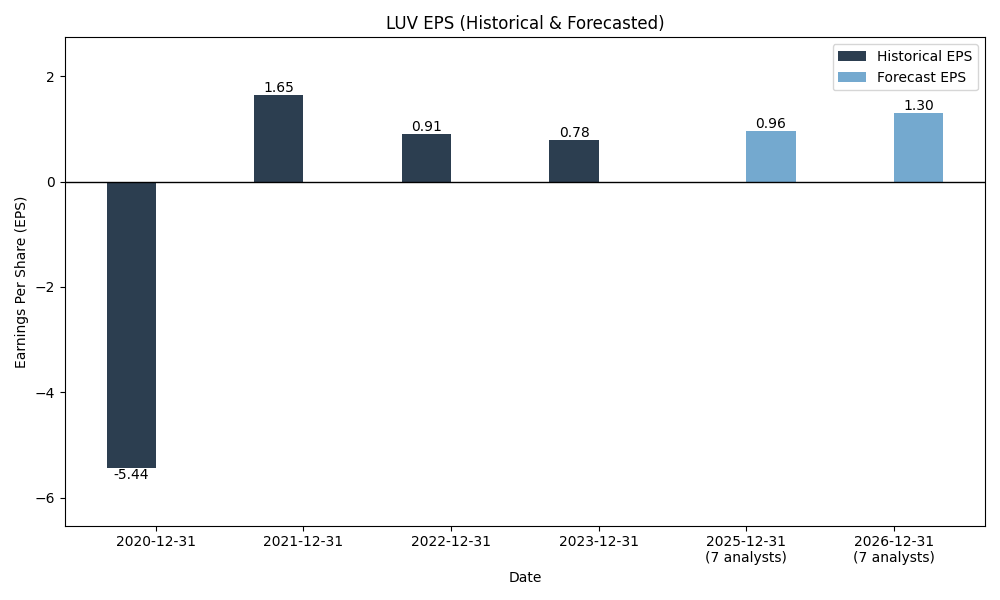 LUV EPS (Historical & Forecasted)
Historical EPS
Forecast EPS
Earnings Per Share (EPS)
2
0
−2
−4
−6
-5.44
1.65
0.91
0.78
0.96
1.30
2020-12-31
2021-12-31
2022-12-31
2023-12-31
2025-12-31
(7 analysts)
2026-12-31
(7 analysts)
Date